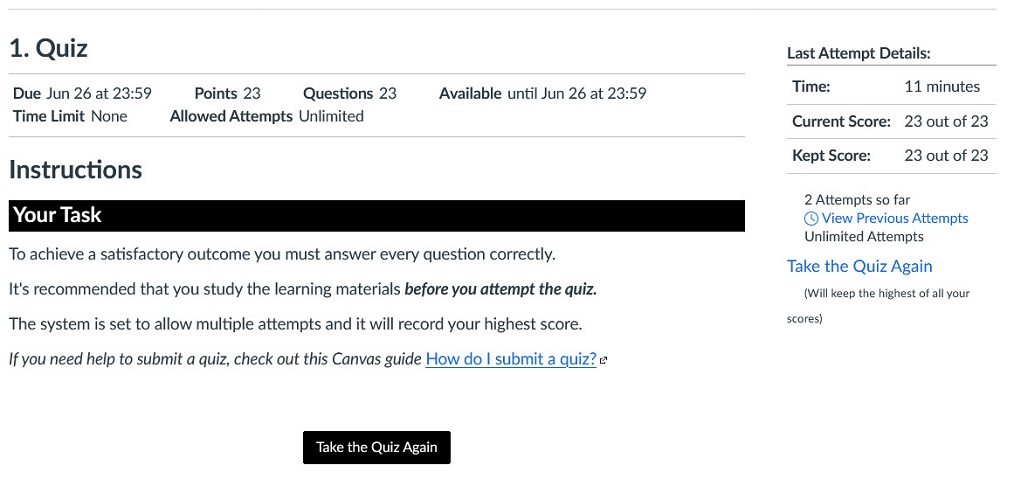 1. Quiz
Due Jun 26 at 23:59 Points 23 Questions 23 Available until Jun 26 at 23:59
Time Limit None Allowed Attempts Unlimited
Instructions
Your Task
To achieve a satisfactory outcome you must answer every question correctly.
It's recommended that you study the learning materials before you attempt the quiz.
The system is set to allow multiple attempts and it will record your highest score.
If you need help to submit a quiz, check out this Canvas guide How do I submit a quiz?
Take the Quiz Again
Last Attempt Details:
Time: 11 minutes
Current Score: 23 out of 23
Kept Score: 23 out of 23
2 Attempts so far
View Previous Attempts
Unlimited Attempts
Take the Quiz Again
(Will keep the highest of all your
scores)